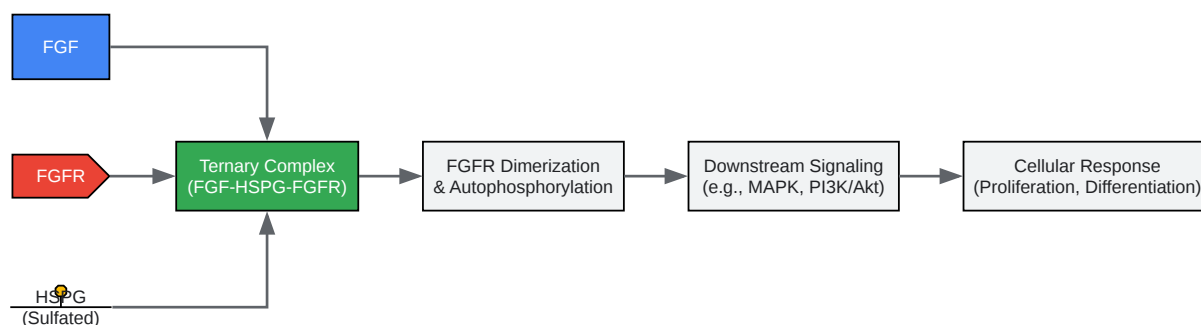 FGF
FGFR
HSPG
(Sulfated)
Ternary Complex
(FGF-HSPG-FGFR)
FGFR Dimerization
& Autophosphorylation
Downstream Signaling
(e.g., MAPK, PI3K/Akt)
Cellular Response
(Proliferation, Differentiation)